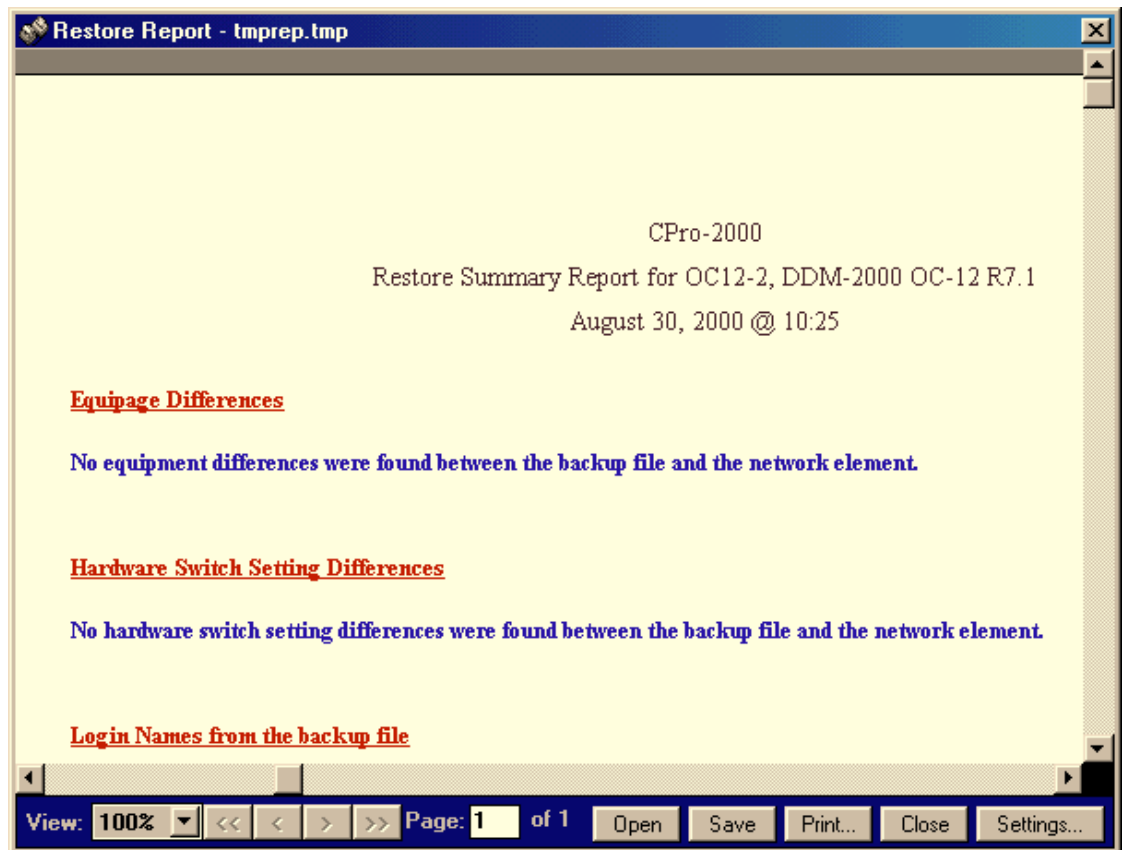 Restore Report - tmprep.tmp
CPro-2000
Restore Summary Report for OC12-2, DDM-2000 OC-12 R7.1
August 30, 2000 @ 10:25
Equipage Differences
No equipment differences were found between the backup file and the network element.
Hardware Switch Setting Differences
No hardware switch setting differences were found between the backup file and the network element.
Login Names from the backup file
View: 100% << < > >> Page: 1 of 1 Open Save Print... Close Settings...